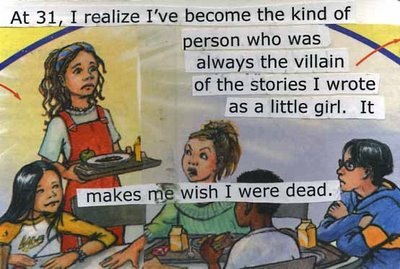 At 31, I realize I've become the kind of
person who was
always the villain
of the stories I wrote
as a little girl.  It
makes me wish I were dead.